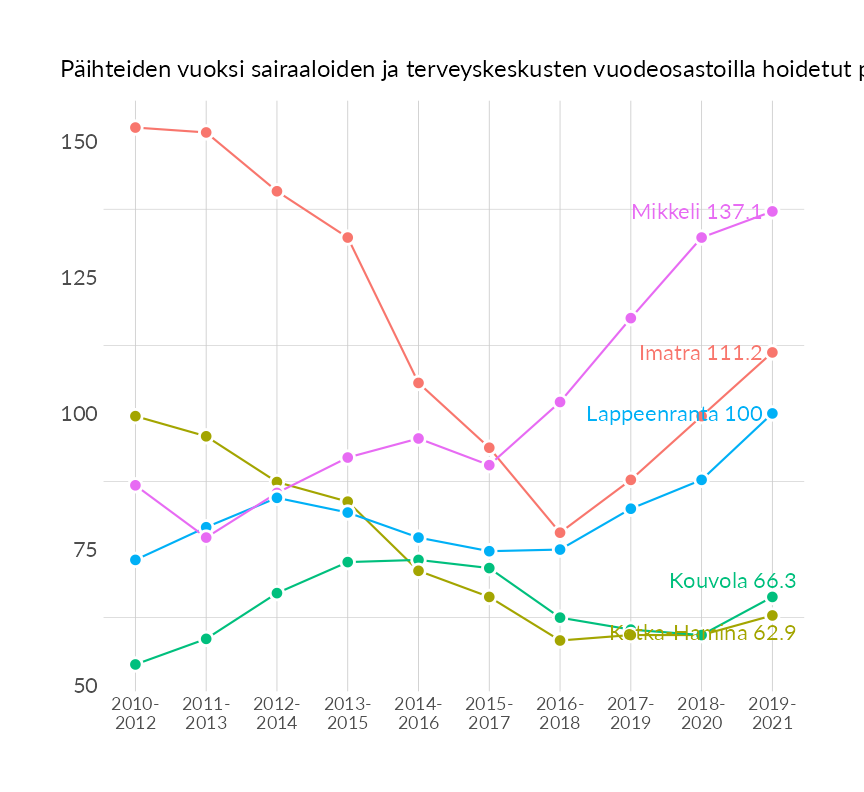 Päihteiden vuoksi sairaaloiden ja terveyskeskusten vuodeosastoilla hoidetut
150
Mikkeli 137.1
125
Imatra 111.2
100
Lappeenranta 100
75
Kouvola 66.3
Kotka-Hamina 62.9
50
2010- 2011- 2012- 2013- 2014- 2015- 2016- 2017- 2018- 2019-
2012 2013 2014 2015 2016 2017 2018 2019 2020 2021